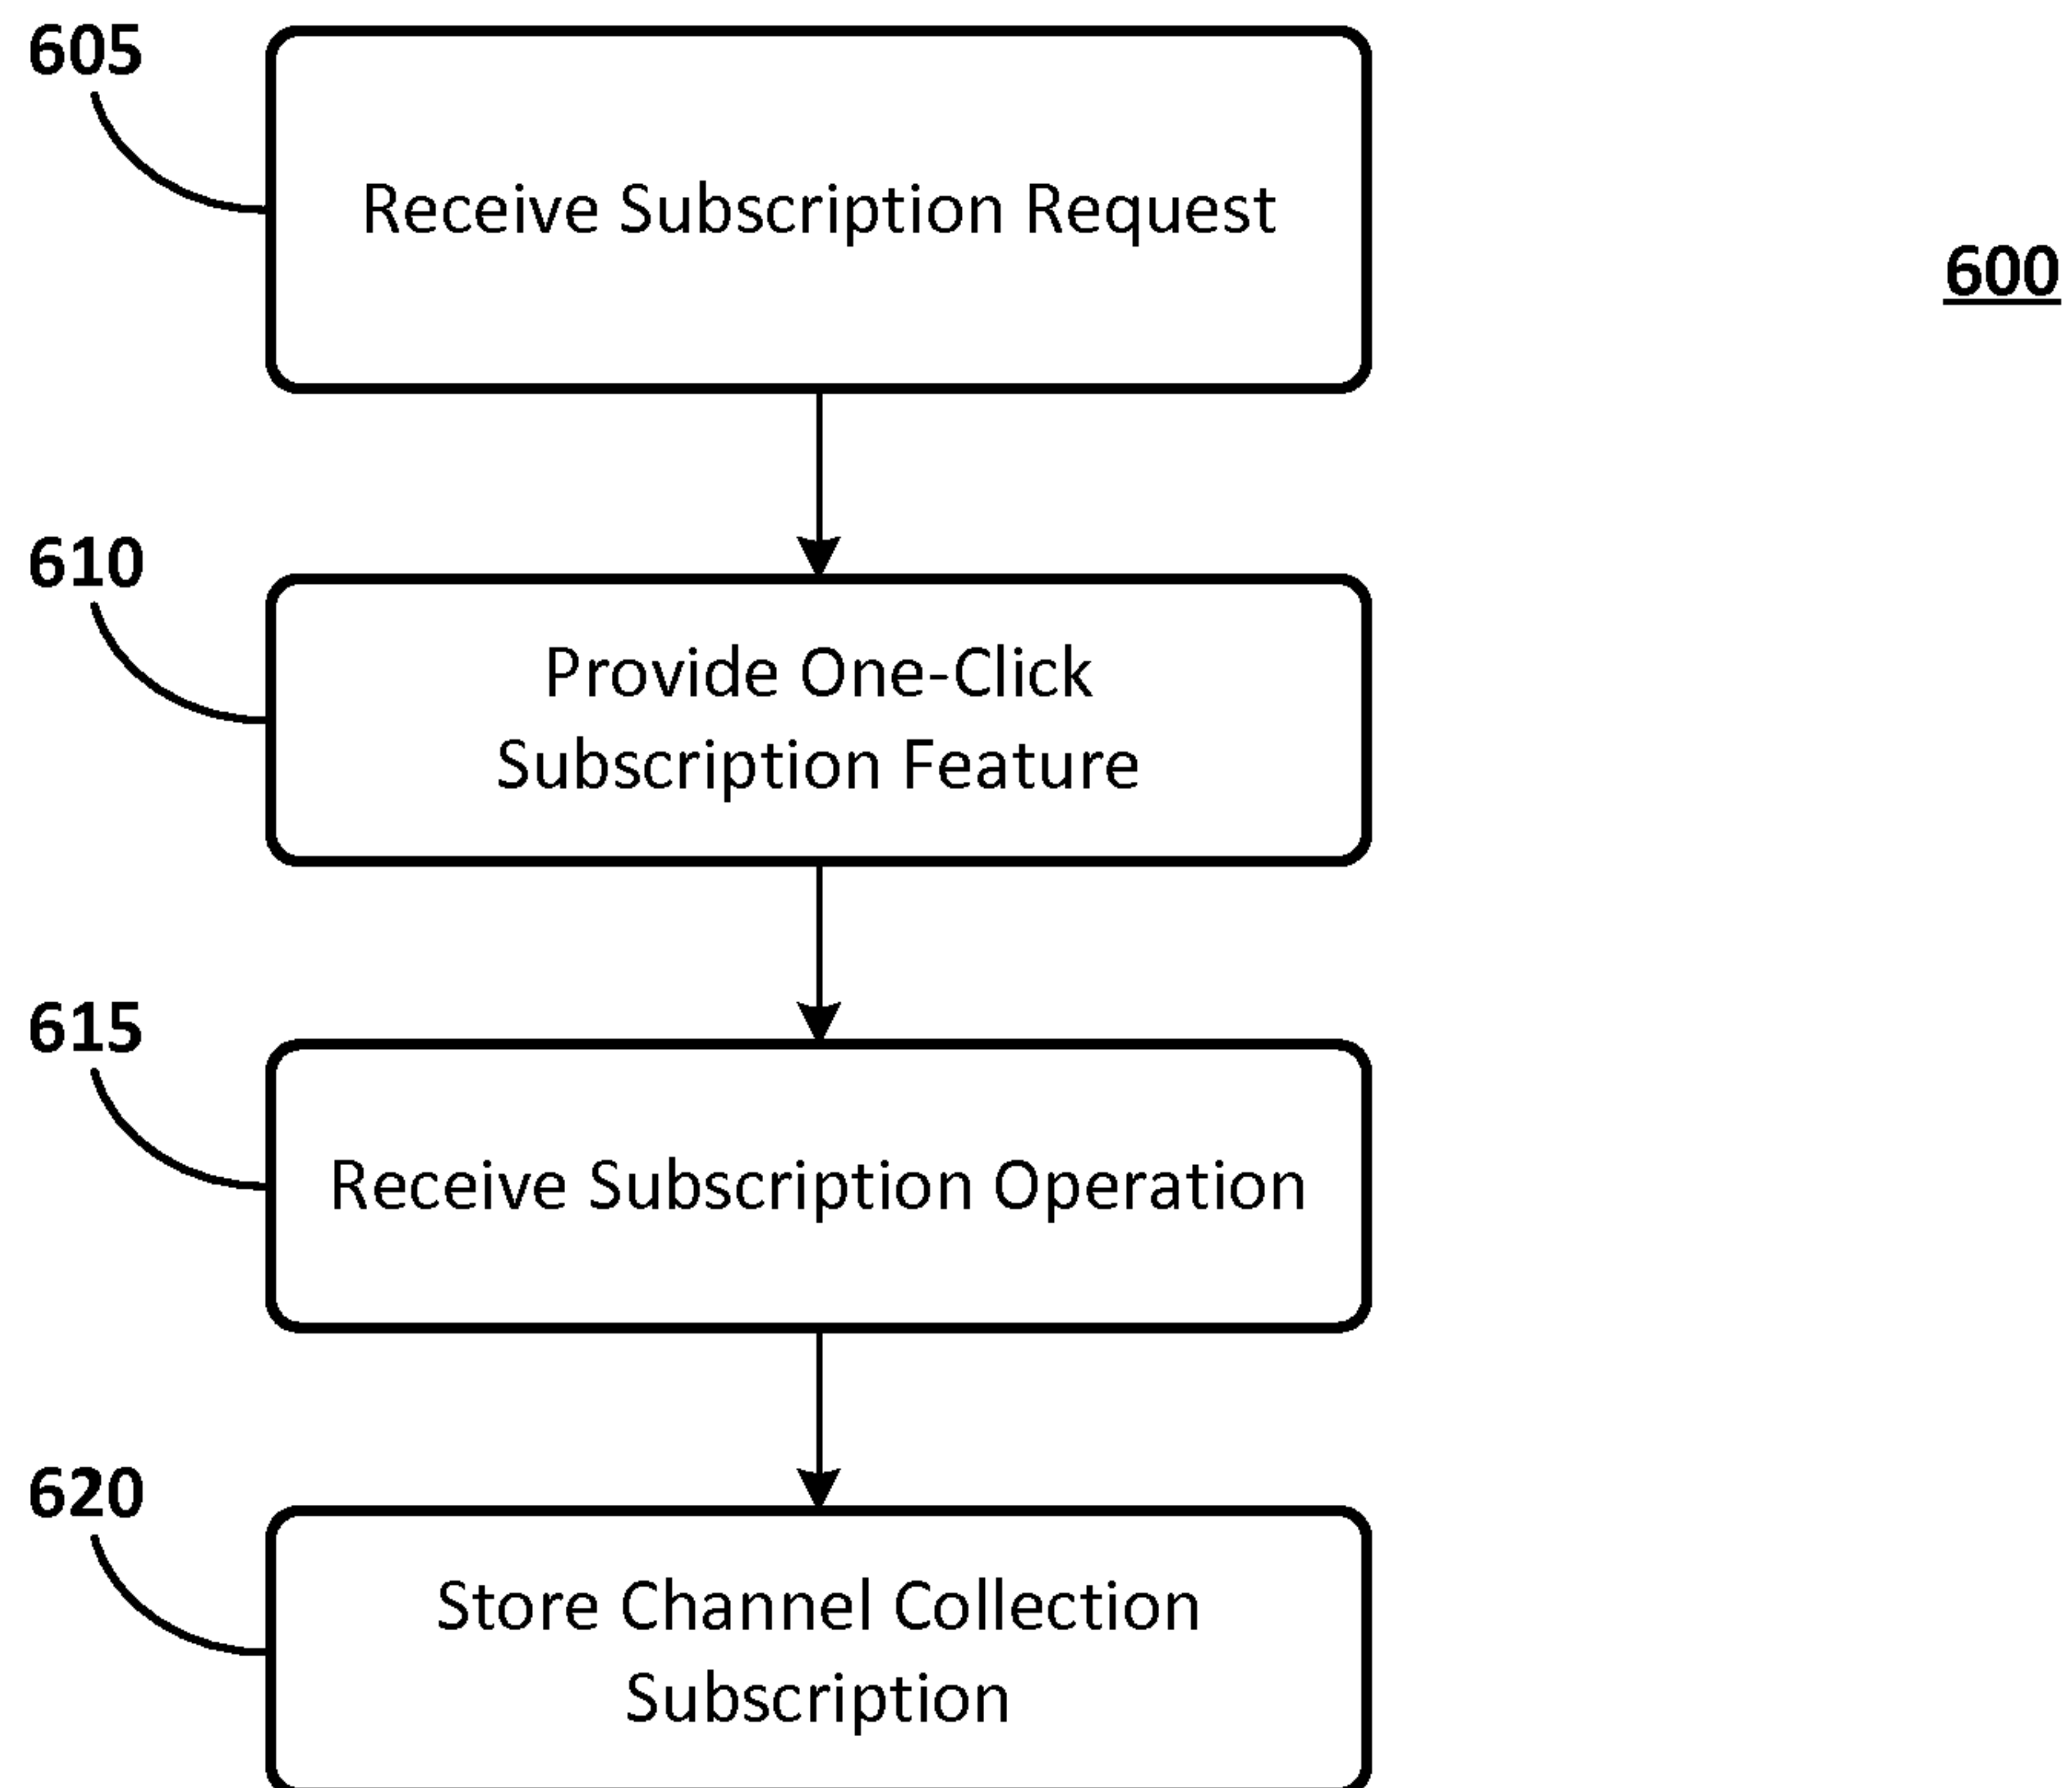 605
Receive Subscription Request
600
610
Provide One-Click
Subscription Feature
615
Receive Subscription Operation
620
Store Channel Collection
Subscription